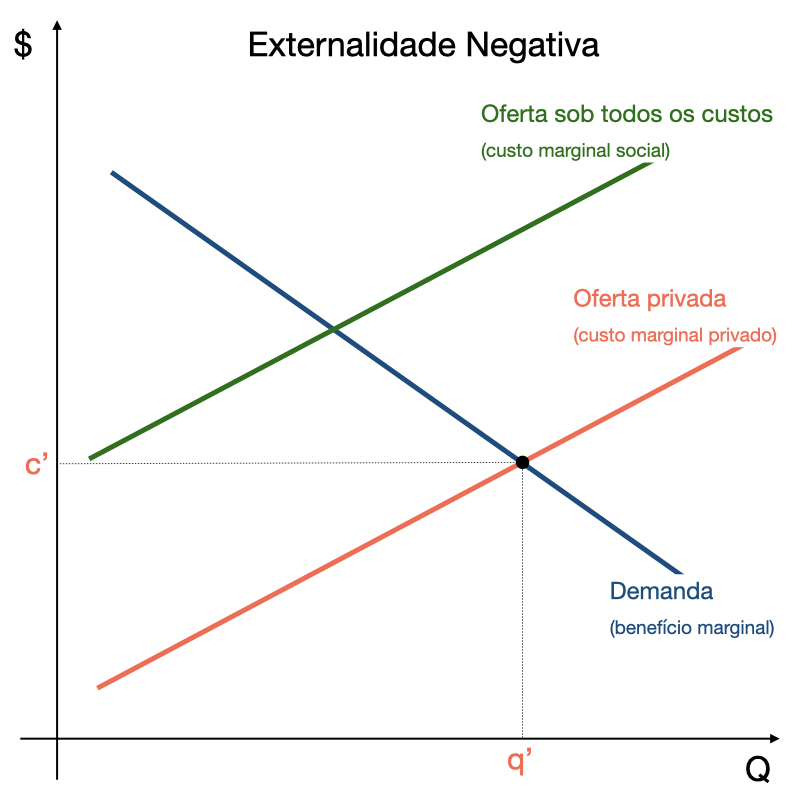 $
Externalidade Negativa
Oferta sob todos os custos
(custo marginal social)
Oferta privada
(custo marginal privado)
c’
Demanda
(benefício marginal)
q’
Q